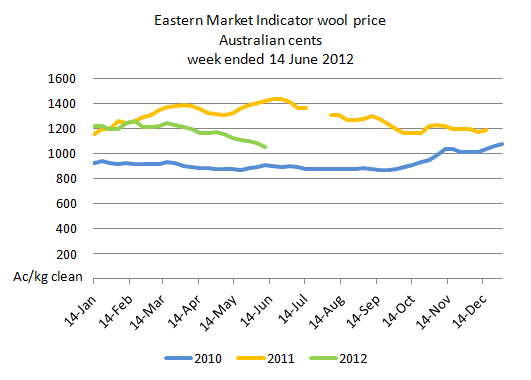 Eastern Market Indicator wool price
Australian cents
week ended 14 June 2012
1600
1400
1200
1000
800
600
400
200
Ac/kg clean
14-Jan
14-Feb
14-Mar
14-Apr
14-May
14-Jun
14-Jul
14-Aug
14-Sep
14-Oct
14-Nov
14-Dec
2010
2011
2012